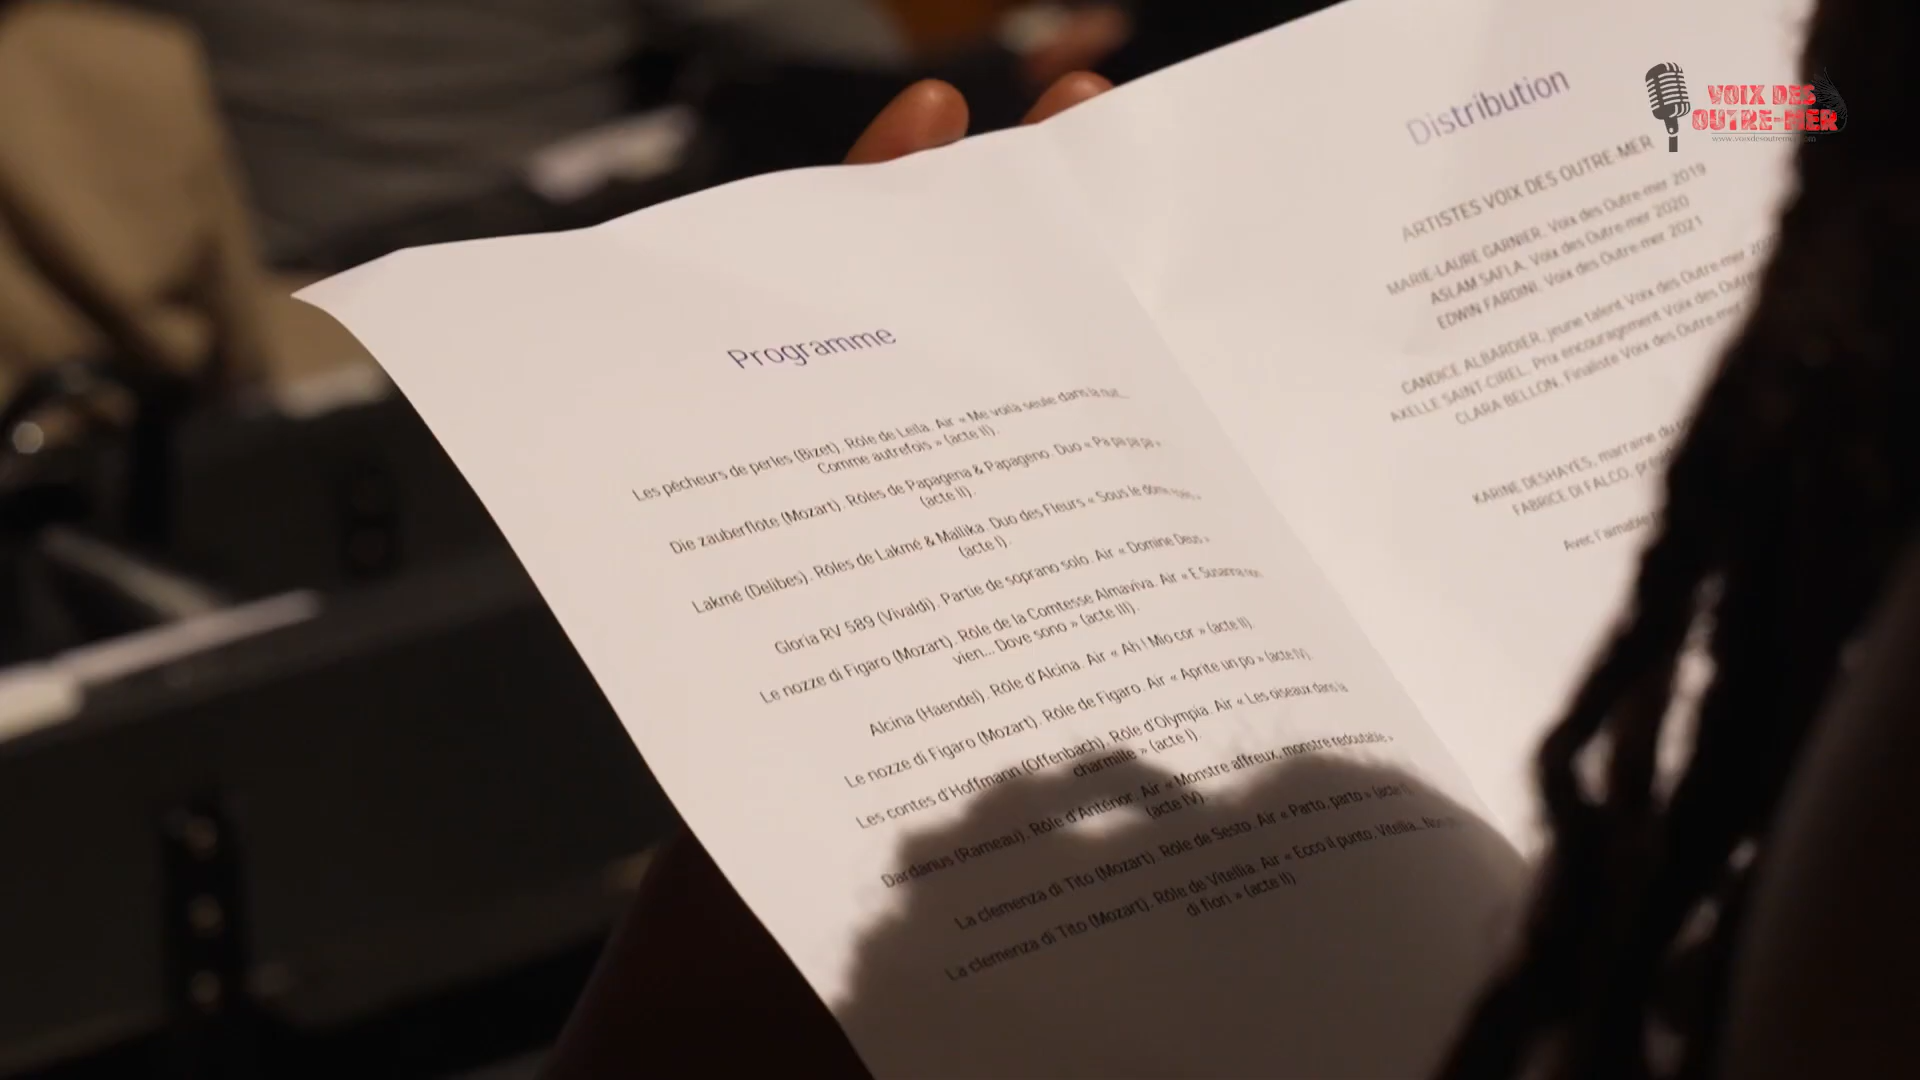 Programme
Les pêcheurs de perles (Bizet). Rôle de Leïla. Air « Me voilà seule dans la nuit...
Comme autrefois » (acte II).
Die zauberflöte (Mozart). Rôles de Papagena & Papageno. Duo « Pa pa pa pa »
(acte II).
Lakmé (Delibes). Rôles de Lakmé & Mallika. Duo des Fleurs « Sous le dôme épais »
(acte I).
Gloria RV 589 (Vivaldi). Partie de soprano solo. Air « Domine Deus »
Le nozze di Figaro (Mozart). Rôle de la Comtesse Almaviva. Air « E Susanna non
vien... Dove sono » (acte III).
Alcina (Haendel). Rôle d'Alcina. Air « Ah ! Mio cor » (acte II).
Le nozze di Figaro (Mozart). Rôle de Figaro. Air « Aprite un po » (acte IV).
Les contes d'Hoffmann (Offenbach). Rôle d'Olympia. Air « Les oiseaux dans la
charmille » (acte I).
Dardanus (Rameau). Rôle d'Anténor. Air « Monstre affreux, monstre redoutable »
(acte IV).
La clemenza di Tito (Mozart). Rôle de Sesto. Air « Parto, parto » (acte I).
La clemenza di Tito (Mozart). Rôle de Vitellia. Air « Ecco il punto, Vitellia... Non
di fiori » (acte II)
Distribution
ARTISTES VOIX DES OUTRE-MER
MARIE-LAURE GARNIER. Voix des Outre-mer 2019
ASLAM SAFLA. Voix des Outre-mer 2020
EDWIN FARDINI. Voix des Outre-mer 2021
CANDICE ALBARDIER, jeune talent Voix des Outre-mer
AXELLE SAINT-CIREL. Prix encouragement Voix des
CLARA BELLON. Finaliste Voix des Outre-mer
KARINE DESHAYES, marraine du
FABRICE DI FALCO,
Avec l'aimable
VOIX DES
OUTRE-MER
www.voixdesoutremer.com